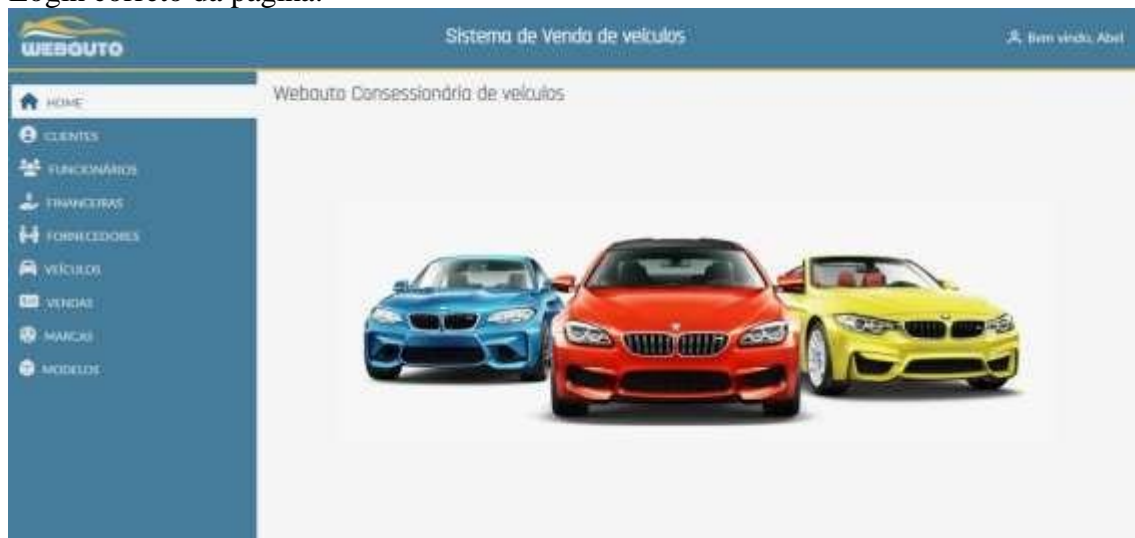 Login correto da página:
WEBAUTO
Sistema de Venda de veículos
Bem vindo, Abel
Webauto Consessionária de veículos
HOME
CLIENTES
FUNCIONÁRIOS
FINANCEIRAS
FORNECEDORES
VEÍCULOS
VENDAS
MARCAS
MODELOS